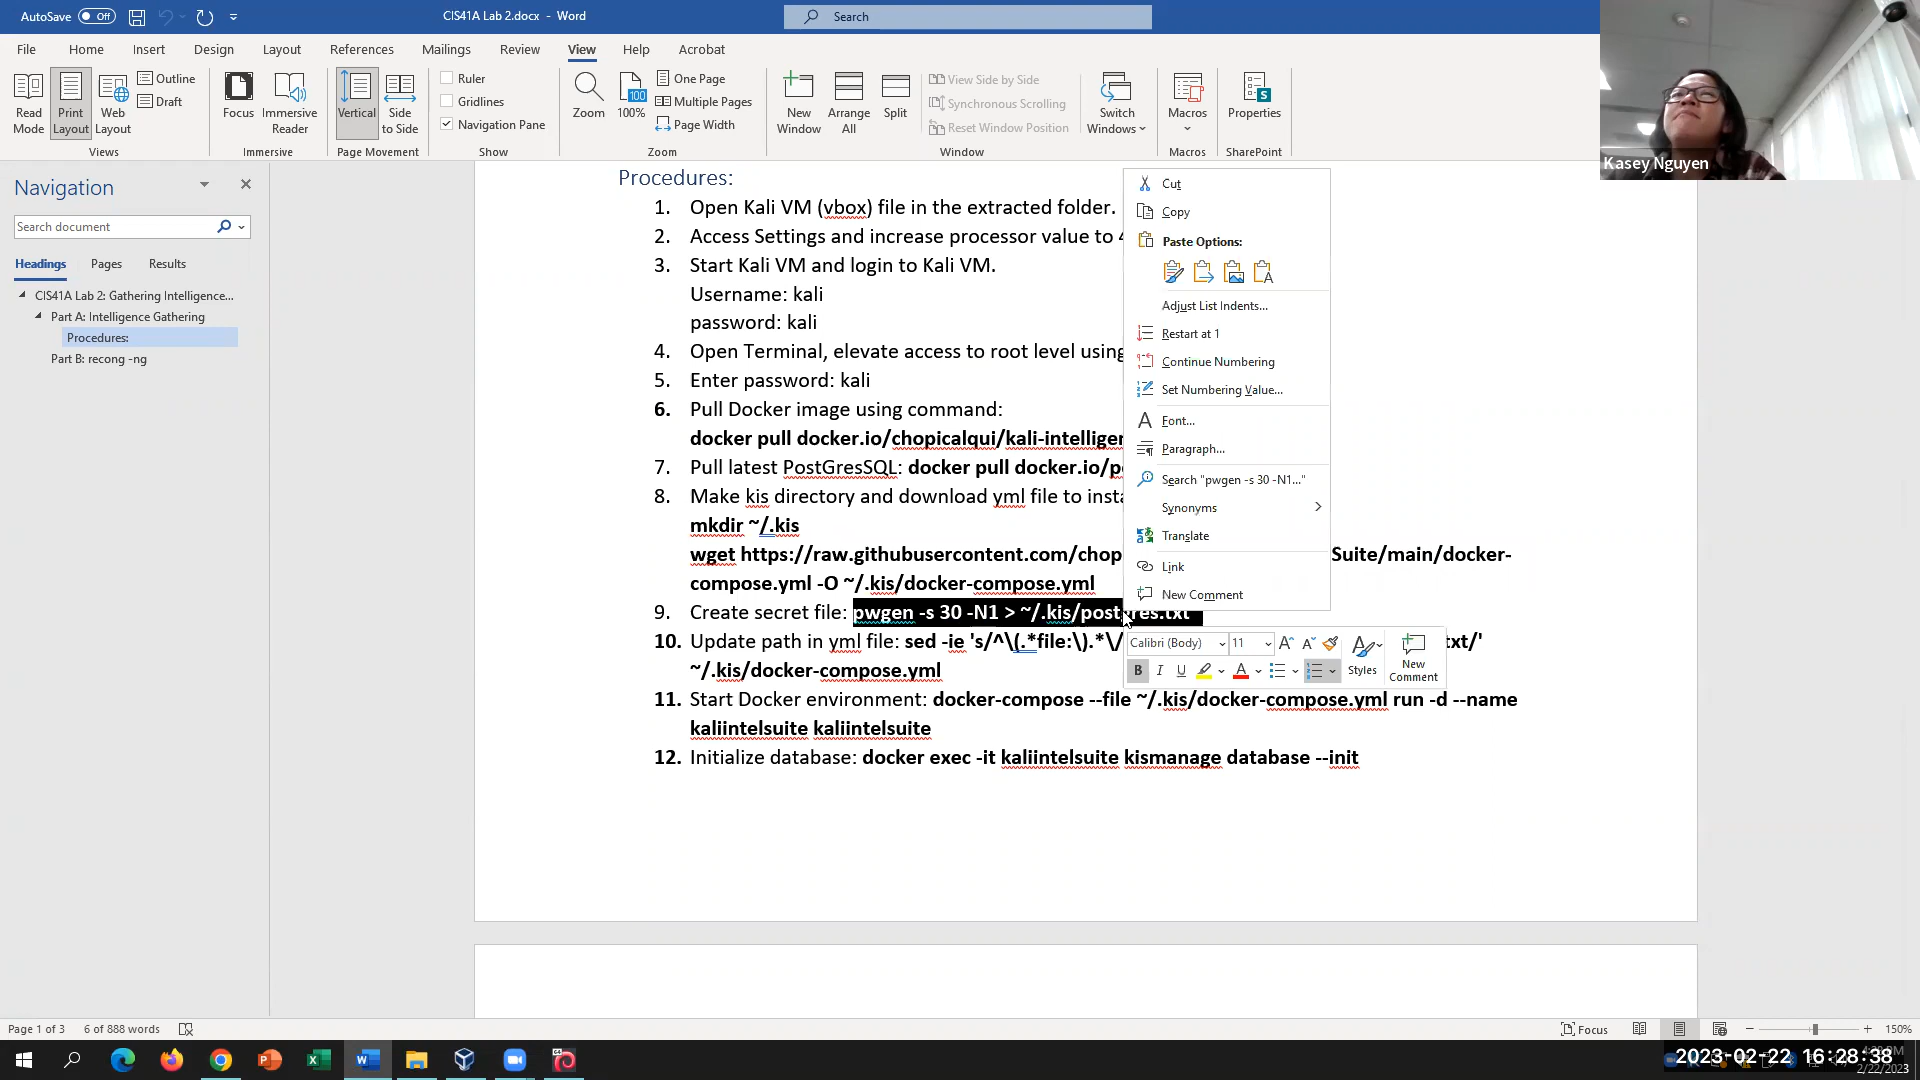 AutoSave Off
CIS41A Lab 2.docx - Word
Search
File Home Insert Design Layout References Mailings Review View Help Acrobat
Read Mode
Print Layout
Web Layout
Outline
Draft
Views
Focus
Immersive Reader
Immersive
Vertical
Side to Side
Page Movement
Ruler
Gridlines
Navigation Pane
Show
Zoom
100
100%
One Page
Multiple Pages
Page Width
Zoom
New Window
Arrange All
Split
View Side by Side
Synchronous Scrolling
Reset Window Position
Window
Switch Windows
Macros
Macros
Properties
SharePoint
Kasey Nguyen
Navigation
Search document
Headings Pages Results
CIS41A Lab 2: Gathering Intelligence...
Part A: Intelligence Gathering
Procedures:
Part B: recong -ng
Procedures:
1. Open Kali VM (vbox) file in the extracted folder.
2. Access Settings and increase processor value to 4
3. Start Kali VM and login to Kali VM.
Username: kali
password: kali
4. Open Terminal, elevate access to root level using
5. Enter password: kali
6. Pull Docker image using command:
docker pull docker.io/chopicalqui/kali-intelligen
7. Pull latest PostGresSQL: docker pull docker.io/po
8. Make kis directory and download yml file to insta
mkdir ~/.kis
wget https://raw.githubusercontent.com/chop Suite/main/docker-
compose.yml -O ~/.kis/docker-compose.yml
9. Create secret file: pwgen -s 30 -N1 > ~/.kis/postgres.txt
10. Update path in yml file: sed -ie 's/^\(.*file:\).*\/ txt/'
~/.kis/docker-compose.yml
11. Start Docker environment: docker-compose --file ~/.kis/docker-compose.yml run -d --name
kaliintelsuite kaliintelsuite
12. Initialize database: docker exec -it kaliintelsuite kismanage database --init
Cut
Copy
Paste Options:
Adjust List Indents...
Restart at 1
Continue Numbering
Set Numbering Value...
Font...
Paragraph...
Search "pwgen -s 30 -N1..."
Synonyms
Translate
Link
New Comment
Calibri (Body) 11
B I U
Styles
New Comment
Page 1 of 3 6 of 888 words
Focus
150%
2023-02-22 16:28:38
2/22/2023